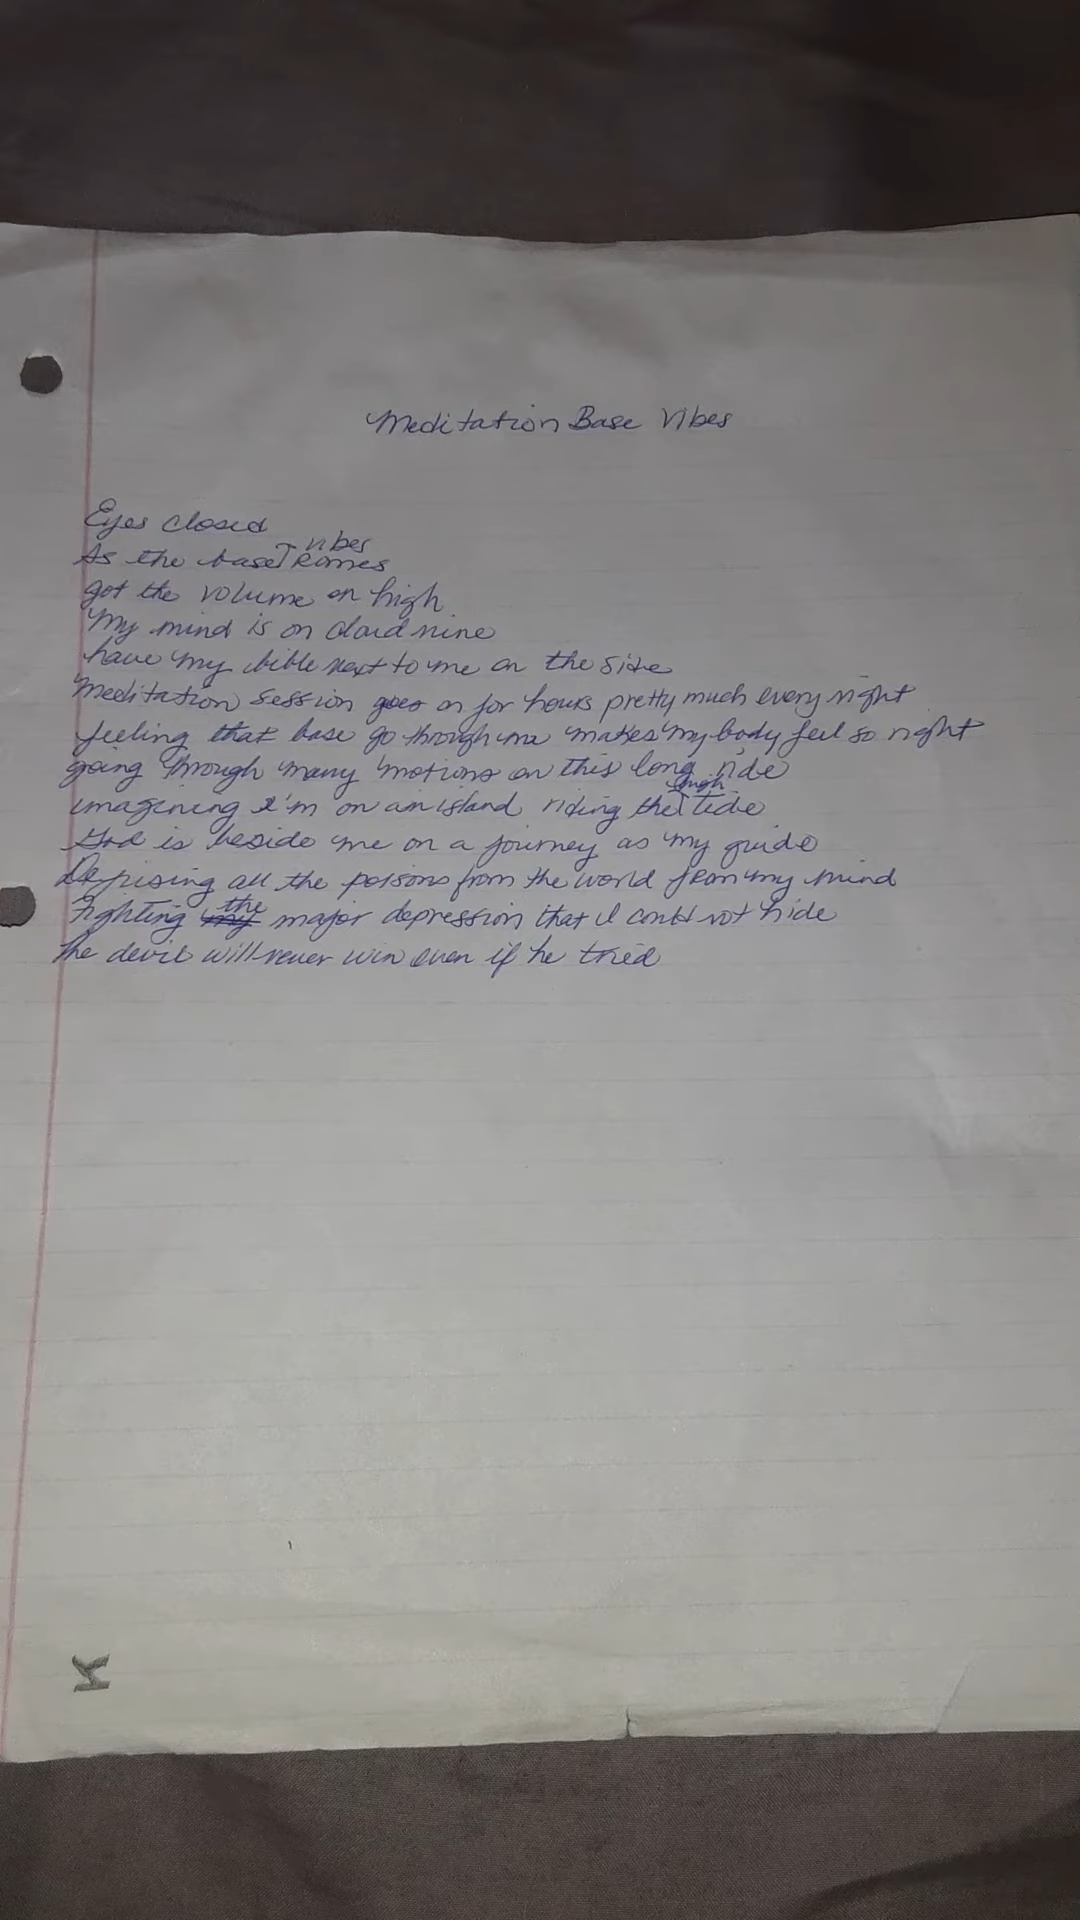 Meditation Base Vibes
Eyes closed
As the base vibes
got the volume on high
My mind is on cloud nine
have my bible next to me on the side
Meditation session goes on for hours pretty much every night
feeling that base go through me makes my body feel so right
going through many motions on this long ride
imagining I'm on an island riding the high tide
God is beside me on a journey as my guide
all the poisons from the world from my mind
Fighting the major depression that I could not hide
The devil will never win even if he tried
K